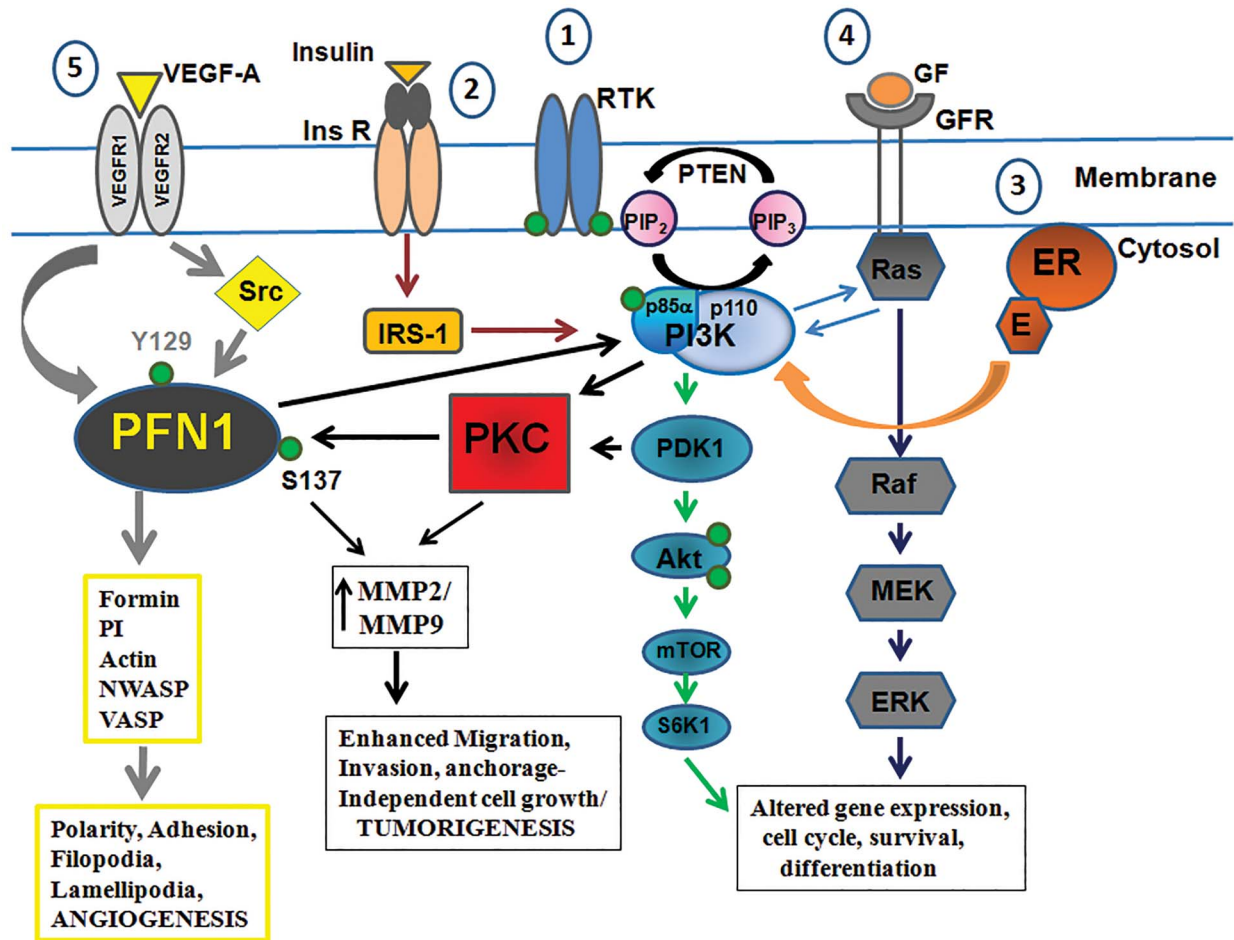 5
VEGF-A
VEGFR1
VEGFR2
Insulin
2
Ins R
1
RTK
4
GF
GFR
PTEN
PIP2
PIP3
3
Membrane
Cytosol
Src
Y129
PFN1
S137
IRS-1
p85α
p110
PI3K
Ras
ER
E
PKC
PDK1
Raf
Akt
MEK
mTOR
ERK
S6K1
Formin
PI
Actin
NWASP
VASP
MMP2/
MMP9
Polarity, Adhesion,
Filopodia,
Lamellipodia,
ANGIOGENESIS
Enhanced Migration,
Invasion, anchorage-
Independent cell growth/
TUMORIGENESIS
Altered gene expression,
cell cycle, survival,
differentiation